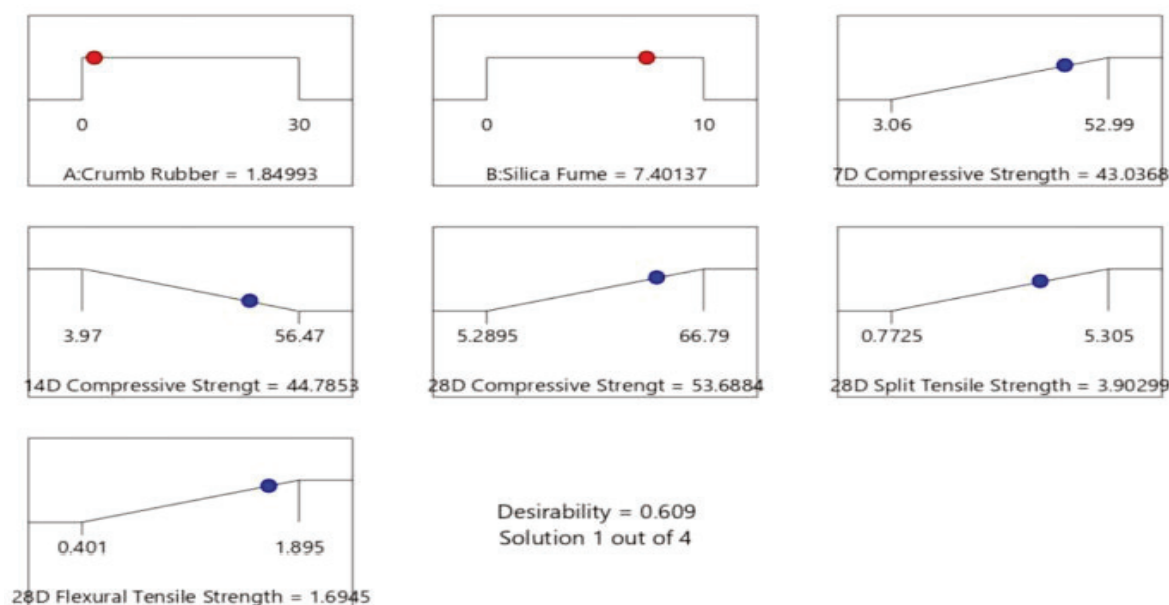 0 30
A:Crumb Rubber = 1.84993
0 10
B:Silica Fume = 7.40137
3.06 52.99
7D Compressive Strength = 43.0368
3.97 56.47
14D Compressive Strengt = 44.7853
5.2895 66.79
28D Compressive Strengt = 53.6884
0.7725 5.305
28D Split Tensile Strength = 3.90299
0.401 1.895
28D Flexural Tensile Strength = 1.6945
Desirability = 0.609
Solution 1 out of 4